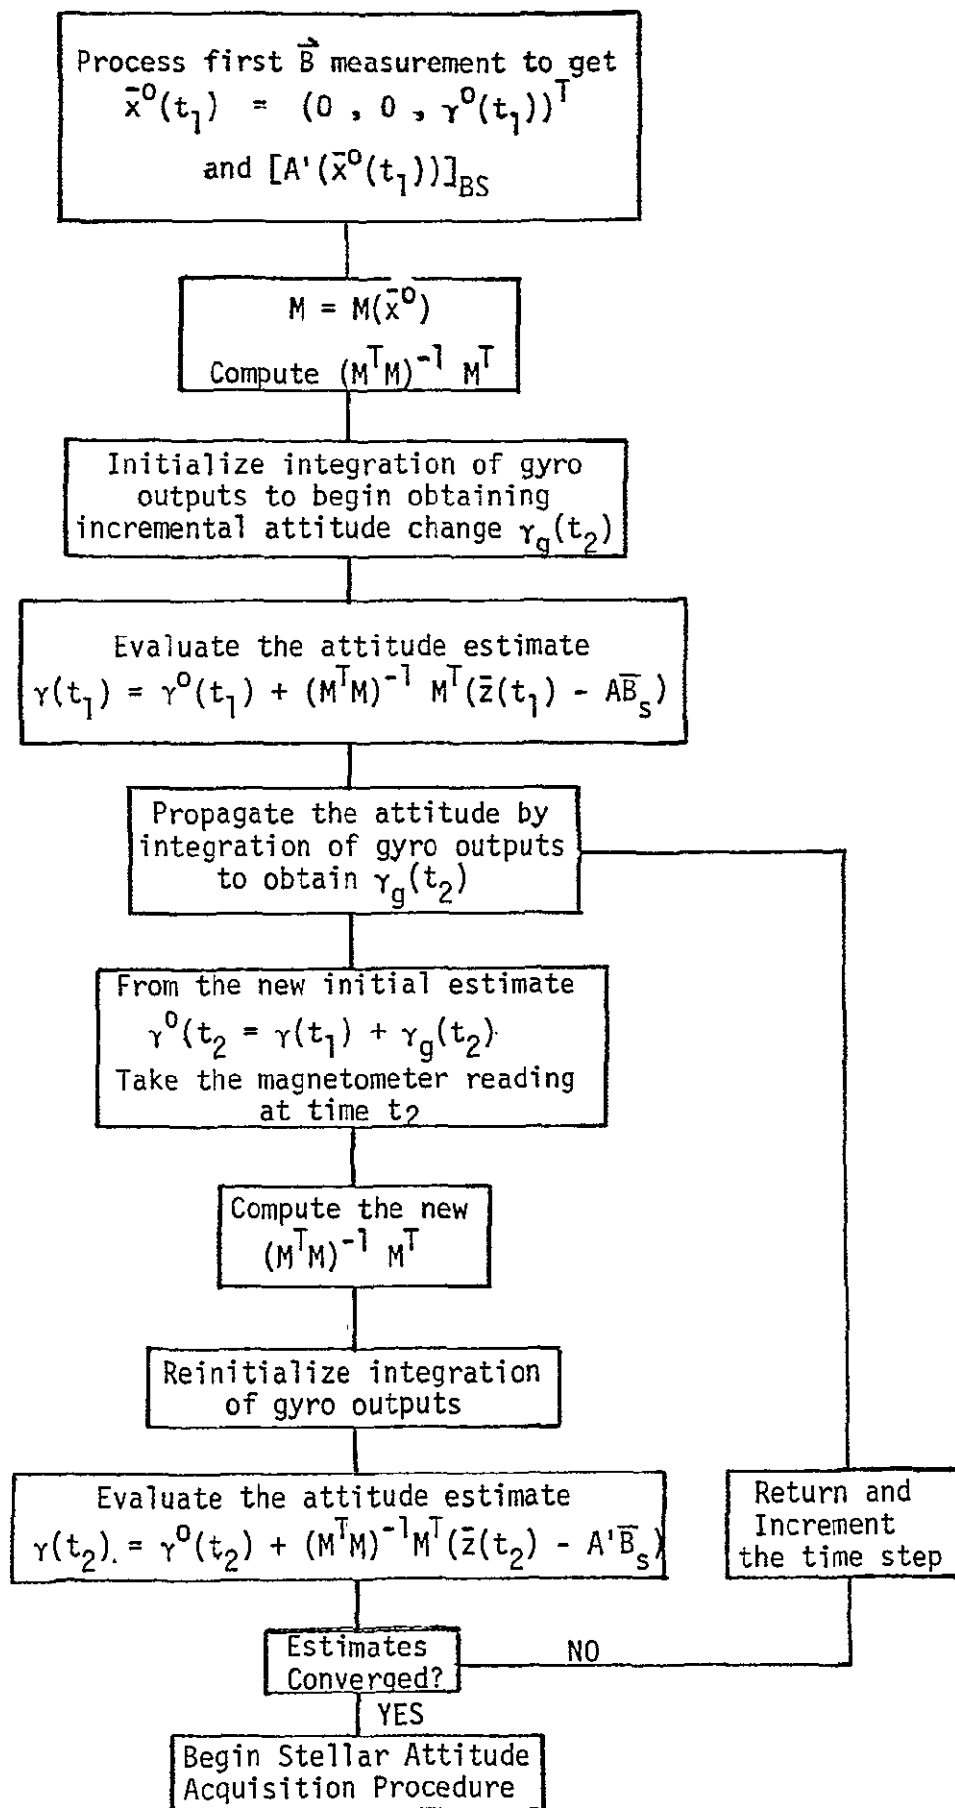 Process first B⃗ measurement to get
x̄⁰(t₁) = (0 , 0 , γ⁰(t₁))ᵀ
and [A'(x̄⁰(t₁))]BS
M = M(x̄⁰)
Compute (MᵀM)⁻¹ Mᵀ
Initialize integration of gyro
outputs to begin obtaining
incremental attitude change γg(t₂)
Evaluate the attitude estimate
γ(t₁) = γ⁰(t₁) + (MᵀM)⁻¹ Mᵀ(z̄(t₁) - AB̄s)
Propagate the attitude by
integration of gyro outputs
to obtain γg(t₂)
From the new initial estimate
γ⁰(t₂ = γ(t₁) + γg(t₂).
Take the magnetometer reading
at time t₂
Compute the new
(MᵀM)⁻¹ Mᵀ
Reinitialize integration
of gyro outputs
Evaluate the attitude estimate
γ(t₂). = γ⁰(t₂) + (MᵀM)⁻¹Mᵀ(z̄(t₂) - A'B̄s)
Return and
Increment
the time step
Estimates
Converged?
NO
YES
Begin Stellar Attitude
Acquisition Procedure